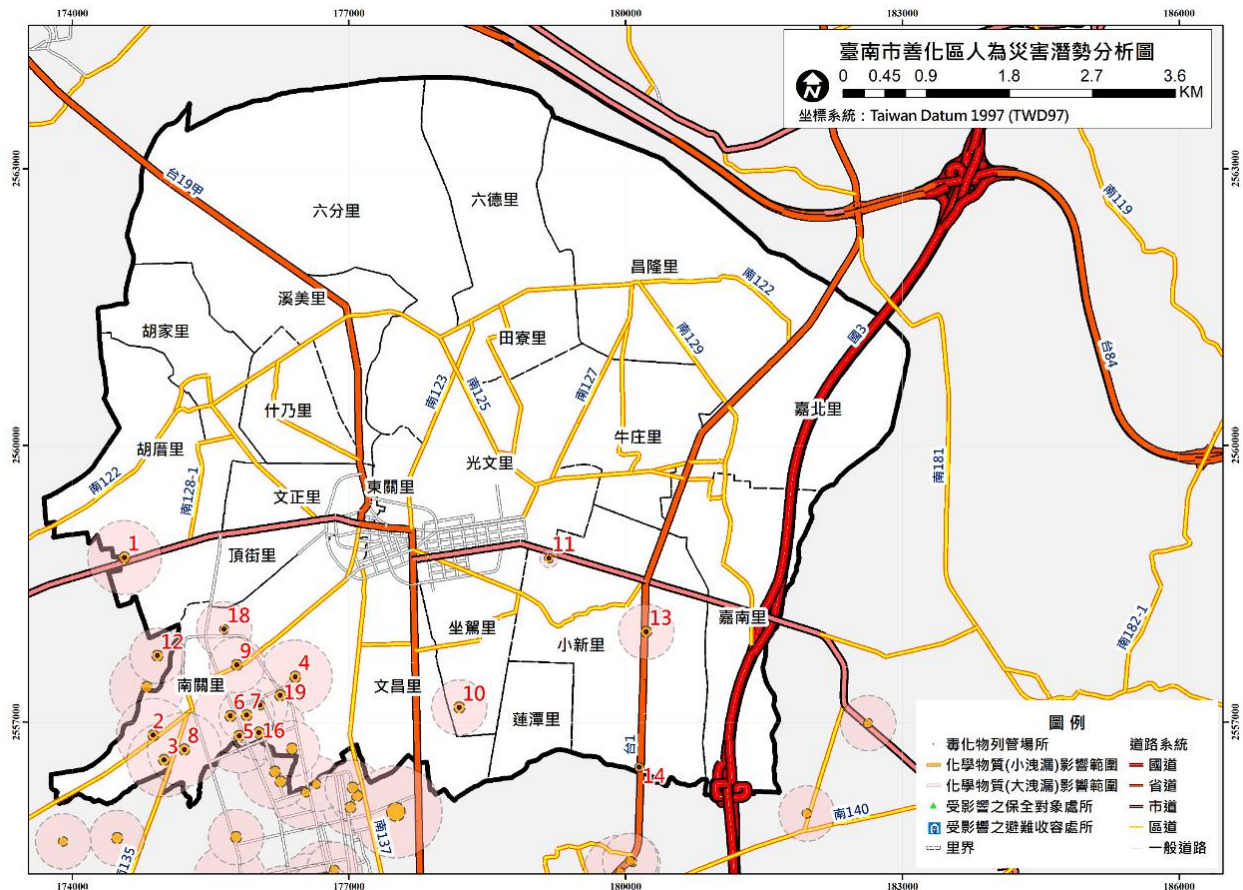 174000 177000 180000 183000 186000
臺南市善化區人為災害潛勢分析圖
N
0 0.45 0.9 1.8 2.7 3.6
KM
坐標系統：Taiwan Datum 1997 (TWD97)
2563000
2563000
台19甲
六德里
六分里
南119
昌隆里
南122
溪美里
國3
胡家里
田寮里
南129
台84
南123
南125
南127
什乃里
嘉北里
牛庄里
胡厝里
2560000
2560000
光文里
南122
南128-1
東關里
文正里
南181
1
頂街里
11
18
嘉南里
13
坐駕里
小新里
南182-1
12
9
4
南關里
文昌里
19
10
蓮潭里
6
7
2557000
2557000
2
5
16
8
3
台1
14
圖 例
毒化物列管場所
化學物質(小洩漏)影響範圍
化學物質(大洩漏)影響範圍
受影響之保全對象處所
受影響之避難收容處所
里界
道路系統
國道
省道
市道
區道
一般道路
南140
南137
南135
174000 177000 180000 183000 186000